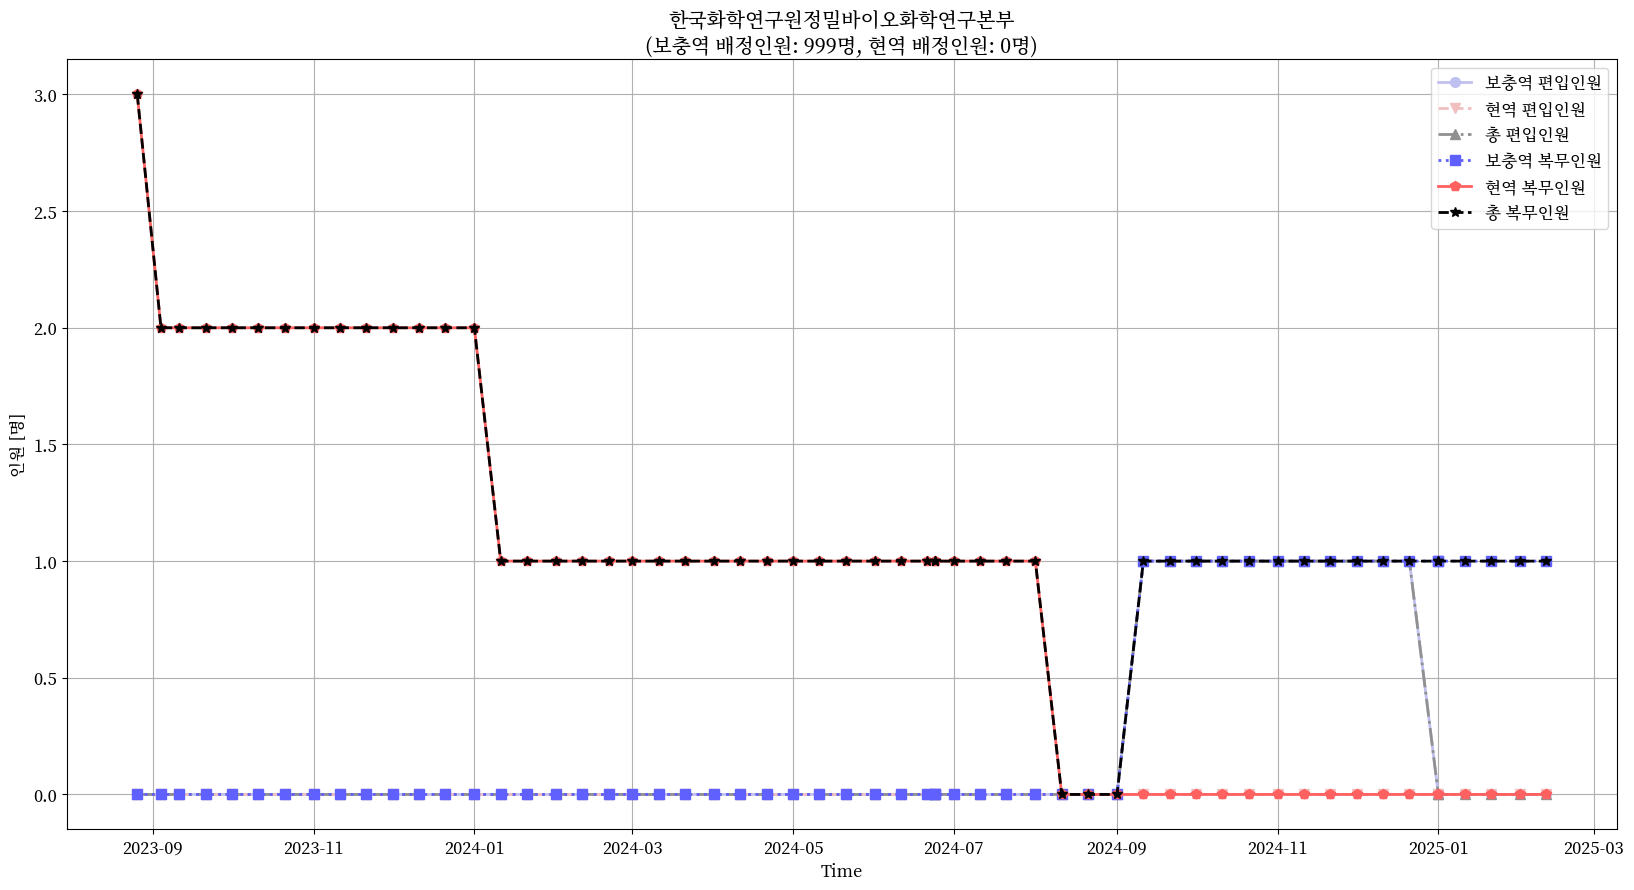 한국화학연구원정밀바이오화학연구본부
(보충역 배정인원: 999명, 현역 배정인원: 0명)
보충역 편입인원
현역 편입인원
총 편입인원
보충역 복무인원
현역 복무인원
총 복무인원
인원 [명]
3.0
2.5
2.0
1.5
1.0
0.5
0.0
2023-09
2023-11
2024-01
2024-03
2024-05
2024-07
2024-09
2024-11
2025-01
2025-03
Time